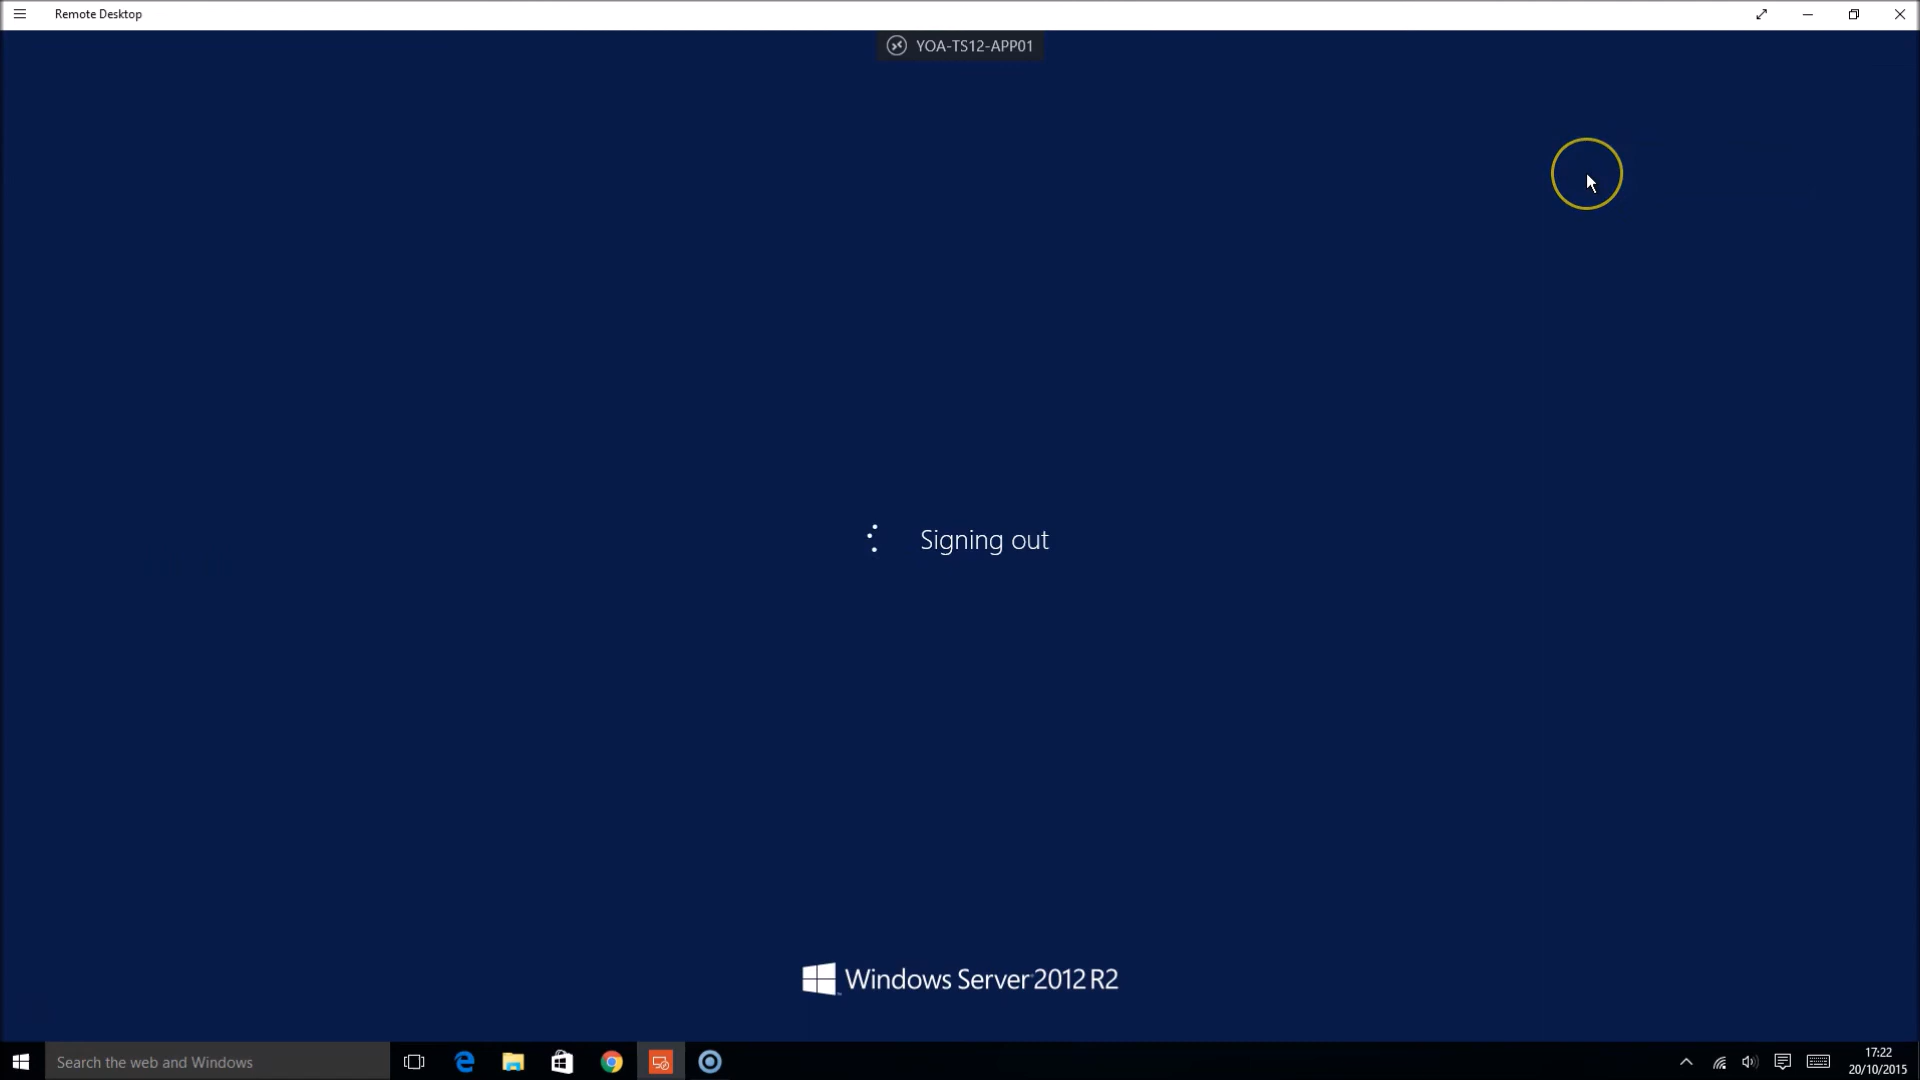 Remote Desktop
YOA-TS12-APP01
Signing out
Windows Server 2012 R2
Search the web and Windows
17:22
20/10/2015